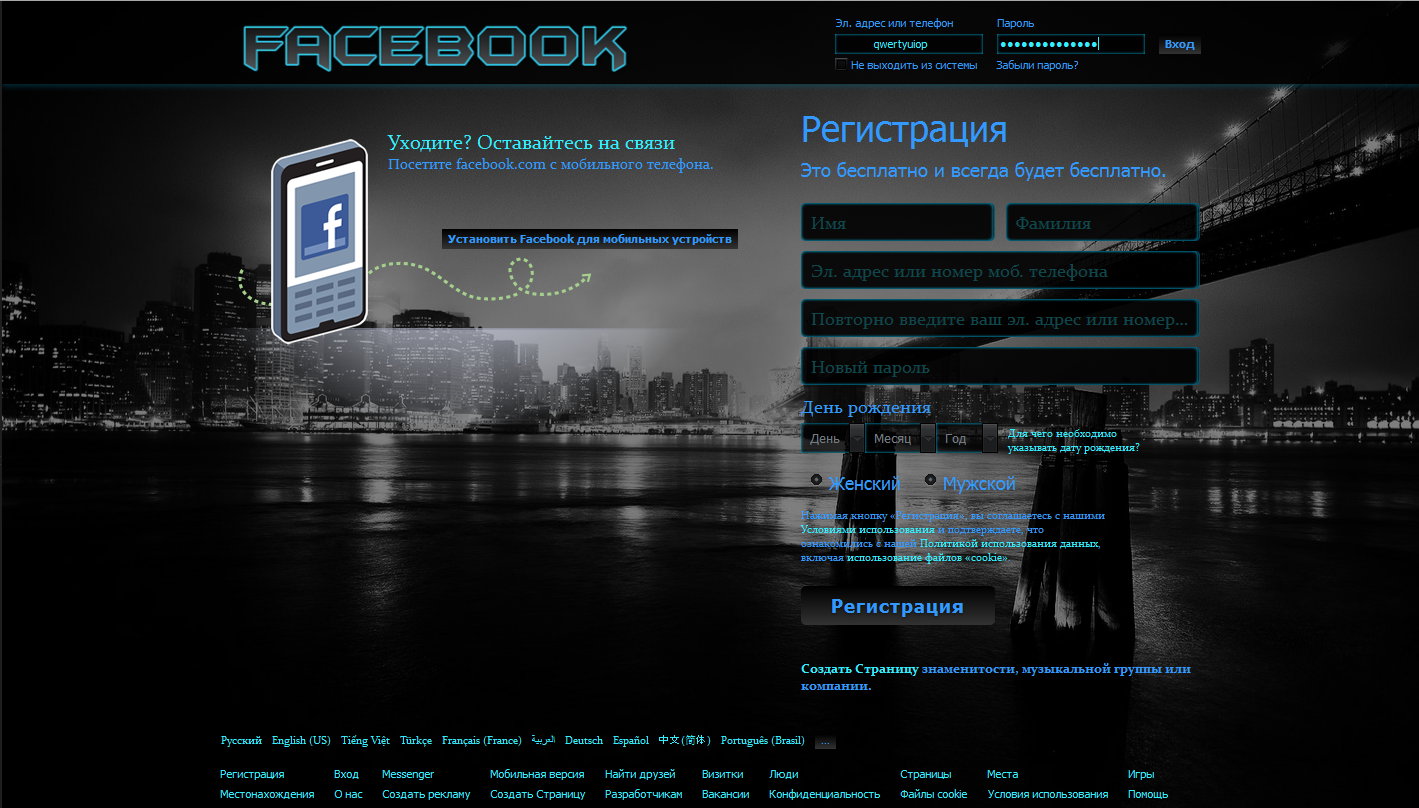 FACEBOOK
Эл. адрес или телефон
Пароль
qwertyuiop
••••••••••••••
Вход
Не выходить из системы
Забыли пароль?
Уходите? Оставайтесь на связи
Посетите facebook.com с мобильного телефона.
f
Установить Facebook для мобильных устройств
Регистрация
Это бесплатно и всегда будет бесплатно.
Имя
Фамилия
Эл. адрес или номер моб. телефона
Повторно введите ваш эл. адрес или номер...
Новый пароль
День рождения
День
Месяц
Год
Для чего необходимо
указывать дату рождения?
Женский
Мужской
Нажимая кнопку «Регистрация», вы соглашаетесь с нашими
Условиями использования и подтверждаете, что
ознакомились с нашей Политикой использования данных,
включая использование файлов «cookie»
Регистрация
Создать Страницу знаменитости, музыкальной группы или
компании.
Русский English (US) Tiếng Việt Türkçe Français (France) العربية Deutsch Español 中文(简体) Português (Brasil) ...
Регистрация Вход Messenger Мобильная версия Найти друзей Визитки Люди Страницы Места Игры
Местонахождения О нас Создать рекламу Создать Страницу Разработчикам Вакансии Конфиденциальность Файлы cookie Условия использования Помощь